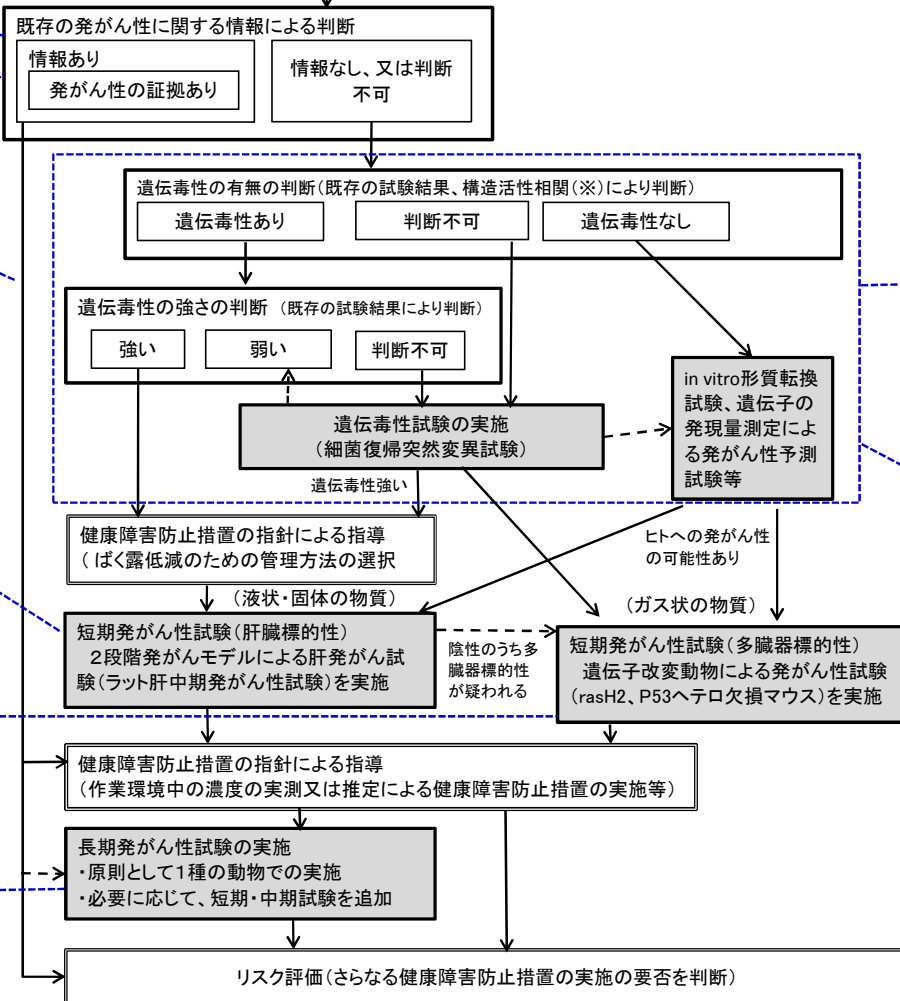 既存の発がん性に関する情報による判断
情報あり
発がん性の証拠あり
情報なし、又は判断
不可
遺伝毒性の有無の判断(既存の試験結果、構造活性相関(※)により判断)
遺伝毒性あり
判断不可
遺伝毒性なし
遺伝毒性の強さの判断 (既存の試験結果により判断)
強い
弱い
判断不可
in vitro形質転換
試験、遺伝子の
発現量測定によ
る発がん性予測
試験等
遺伝毒性試験の実施
(細菌復帰突然変異試験)
遺伝毒性強い
健康障害防止措置の指針による指導
(ばく露低減のための管理方法の選択
ヒトへの発がん性
の可能性あり
(液状・固体の物質)
(ガス状の物質)
短期発がん性試験(肝臓標的性)
2段階発がんモデルによる肝発がん試
験(ラット肝中期発がん性試験)を実施
陰性のうち多
臓器標的性
が疑われる
短期発がん性試験(多臓器標的性)
遺伝子改変動物による発がん性試験
(rasH2、P53ヘテロ欠損マウス)を実施
健康障害防止措置の指針による指導
(作業環境中の濃度の実測又は推定による健康障害防止措置の実施等)
長期発がん性試験の実施
・原則として1種の動物での実施
・必要に応じて、短期・中期試験を追加
リスク評価(さらなる健康障害防止措置の実施の要否を判断)